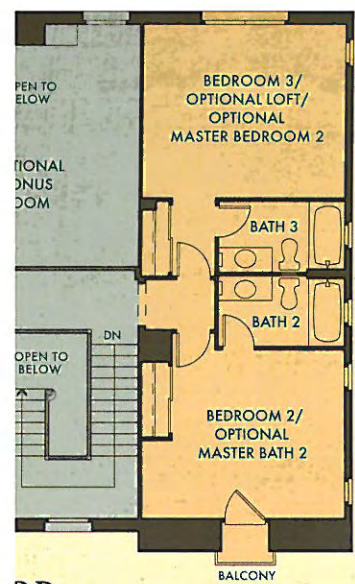 BEDROOM 3/
OPTIONAL LOFT/
OPTIONAL
MASTER BEDROOM 2
PEN TO
ELOW
TIONAL
ONUS
OOM
BATH 3
BATH 2
DN
OPEN TO
BELOW
BEDROOM 2/
OPTIONAL
MASTER BATH 2
BALCONY